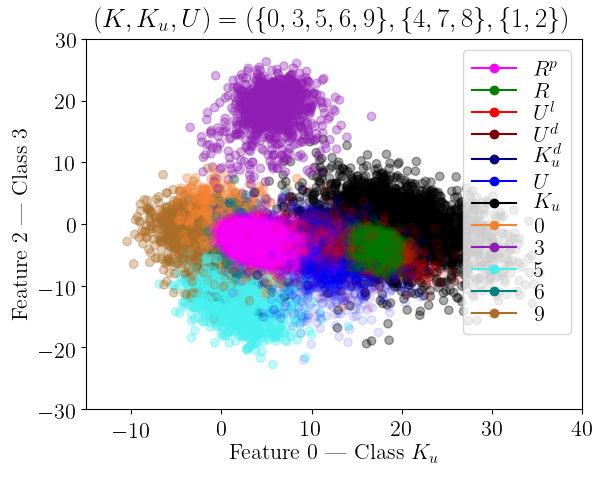 (K, K_u, U) = ({0, 3, 5, 6, 9}, {4, 7, 8}, {1, 2})
30
20
10
0
−10
−20
−30
Feature 2 — Class 3
R^p
R
U^l
U^d
K_u^d
U
K_u
0
3
5
6
9
−10 0 10 20 30 40
Feature 0 — Class K_u